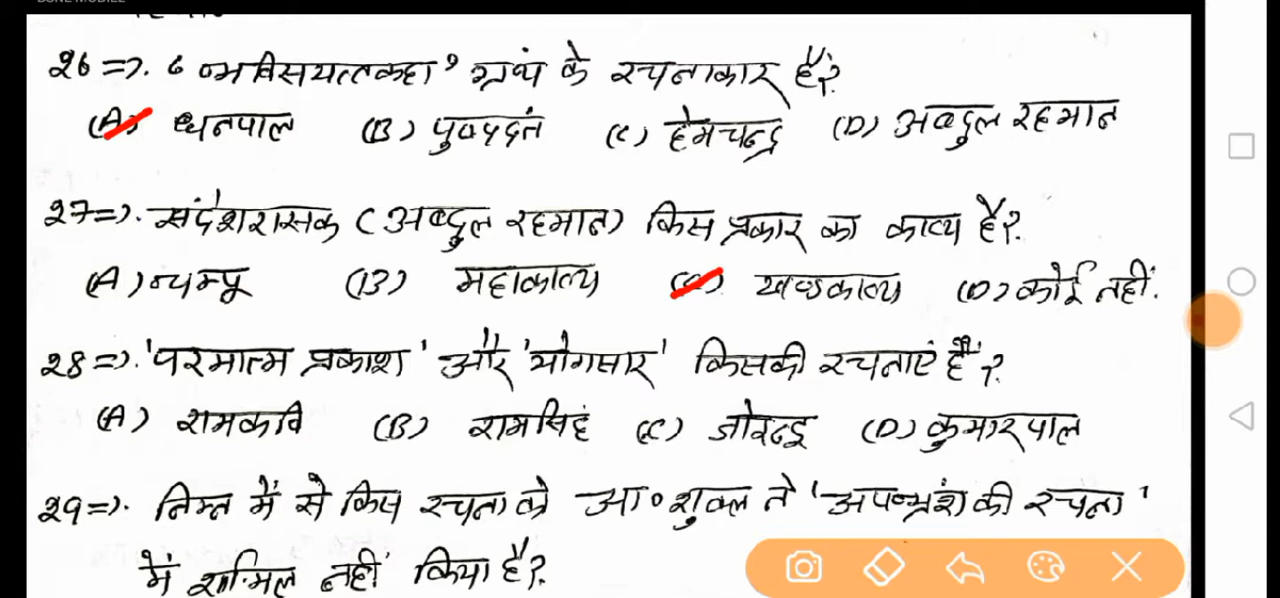 26=>. 'भविसयत्तकहा' ग्रंथ के रचनाकार हैं?
(A) धनपाल (B) पुष्पदंत (C) हेमचन्द्र (D) अब्दुल रहमान
27=>. संदेशरासक (अब्दुल रहमान) किस प्रकार का काव्य है?
(A) चम्पू (B) महाकाव्य (C) खण्डकाव्य (D) कोई नहीं.
28=>. 'परमात्म प्रकाश' और 'योगसार' किसकी रचनाएं हैं?
(A) रामकवि (B) रामसिंह (C) जोइन्दु (D) कुमारपाल
29=>. निम्न में से किस रचना को आ॰ शुक्ल ने 'अपभ्रंश की रचना'
में शामिल नहीं किया है?